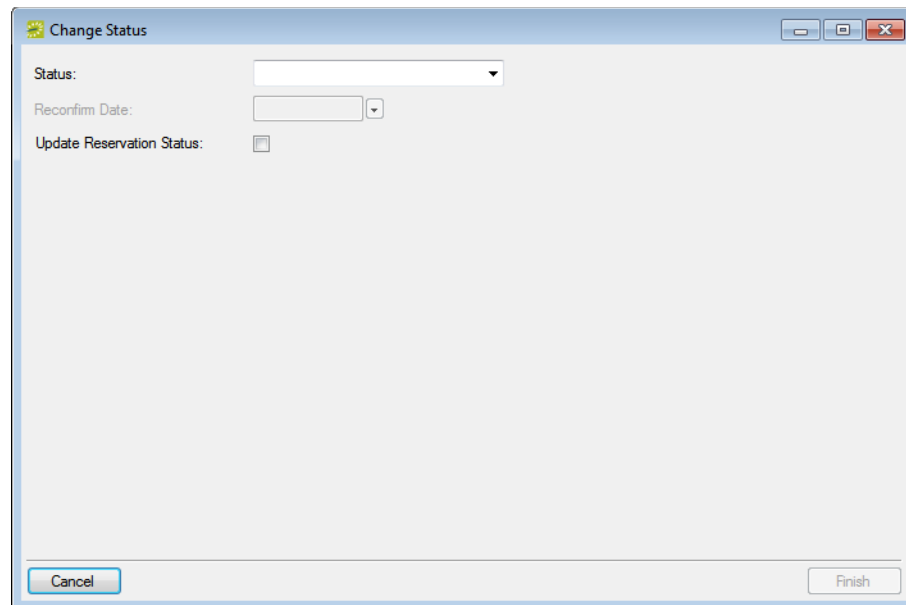 Change Status
Status:
Reconfirm Date:
Update Reservation Status:
Cancel
Finish